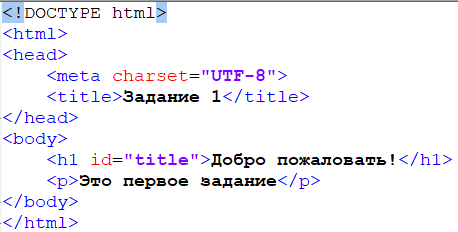 <!DOCTYPE html>
<html>
<head>
    <meta charset="UTF-8">
    <title>Задание 1</title>
</head>
<body>
    <h1 id="title">Добро пожаловать!</h1>
    <p>Это первое задание</p>
</body>
</html>